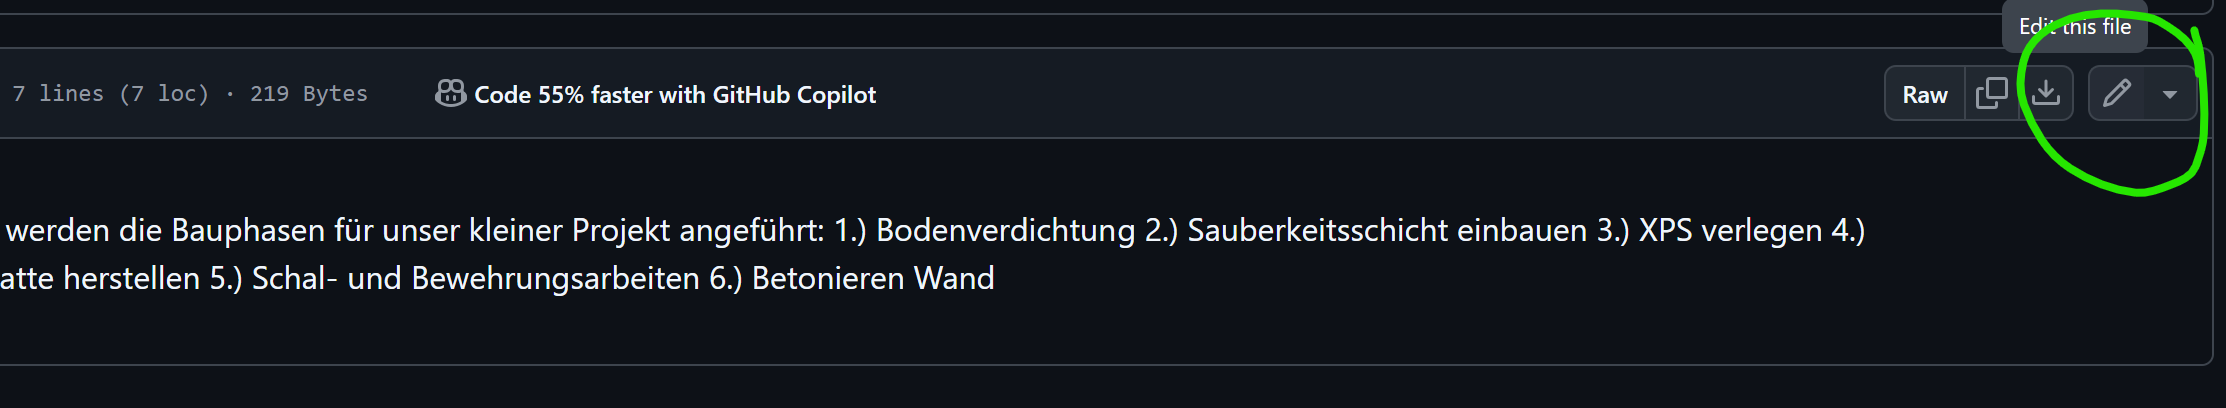 Edit this file
7 lines (7 loc) · 219 Bytes
Code 55% faster with GitHub Copilot
Raw
werden die Bauphasen für unser kleiner Projekt angeführt: 1.) Bodenverdichtung 2.) Sauberkeitsschicht einbauen 3.) XPS verlegen 4.)
atte herstellen 5.) Schal- und Bewehrungsarbeiten 6.) Betonieren Wand